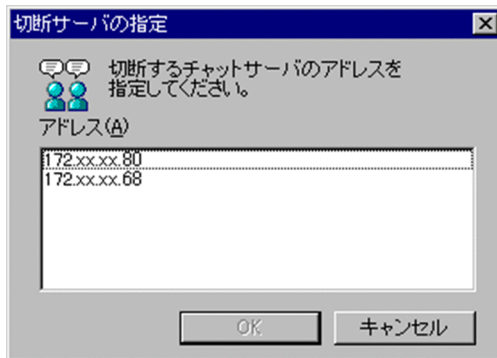 切断サーバの指定
切断するチャットサーバのアドレスを
指定してください。
アドレス(A)
172.xx.xx.80
172.xx.xx.68
OK
キャンセル